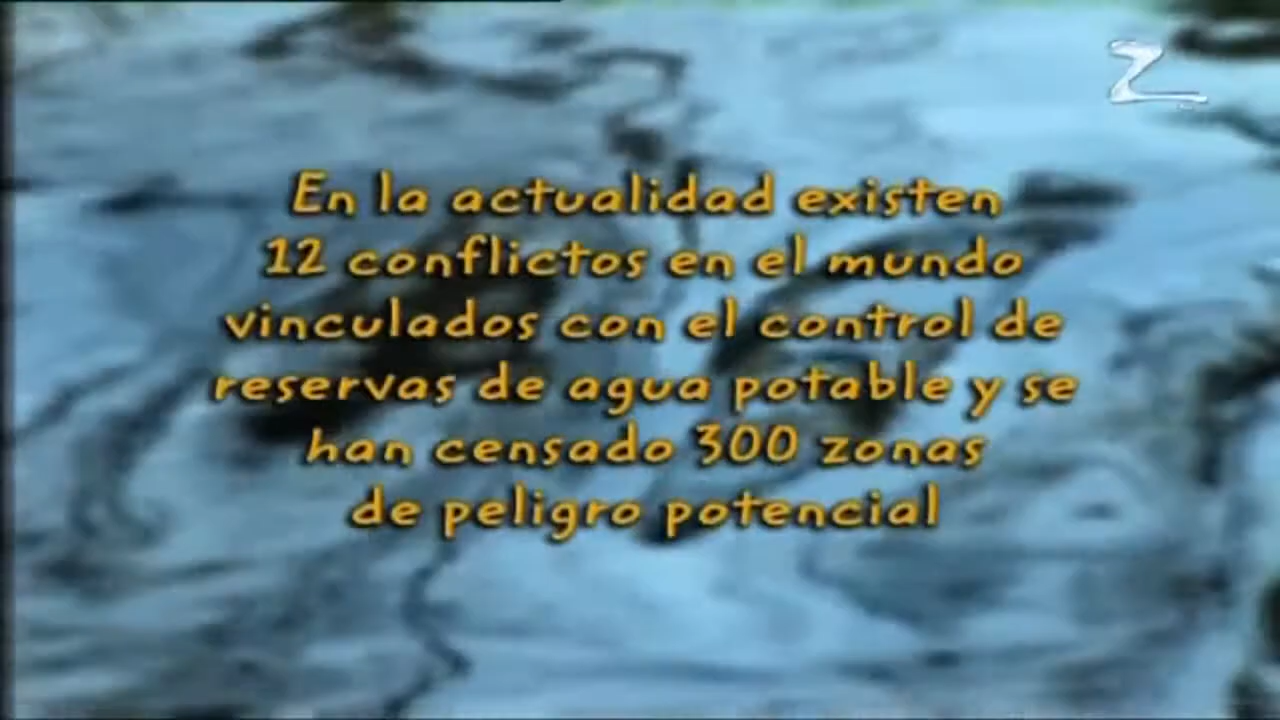 Z
En la actualidad existen
12 conflictos en el mundo
vinculados con el control de
reservas de agua potable y se
han censado 300 zonas
de peligro potencial